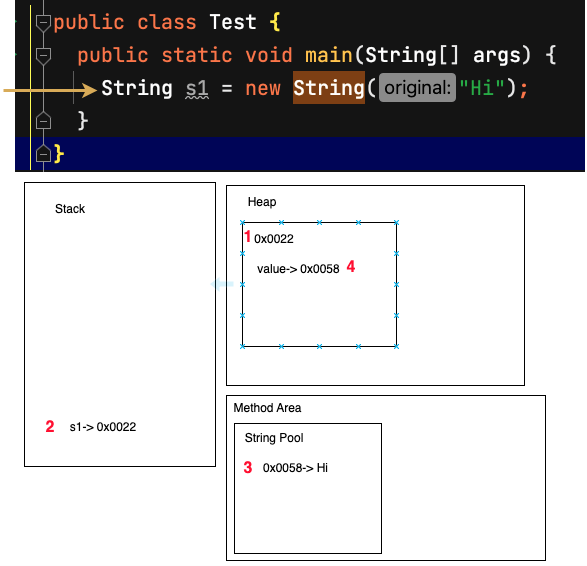 public class Test {
public static void main(String[] args) {
String s1 = new String( original: "Hi");
}
}
Stack
Heap
1 0x0022
value-> 0x0058 4
2 s1-> 0x0022
Method Area
String Pool
3 0x0058-> Hi